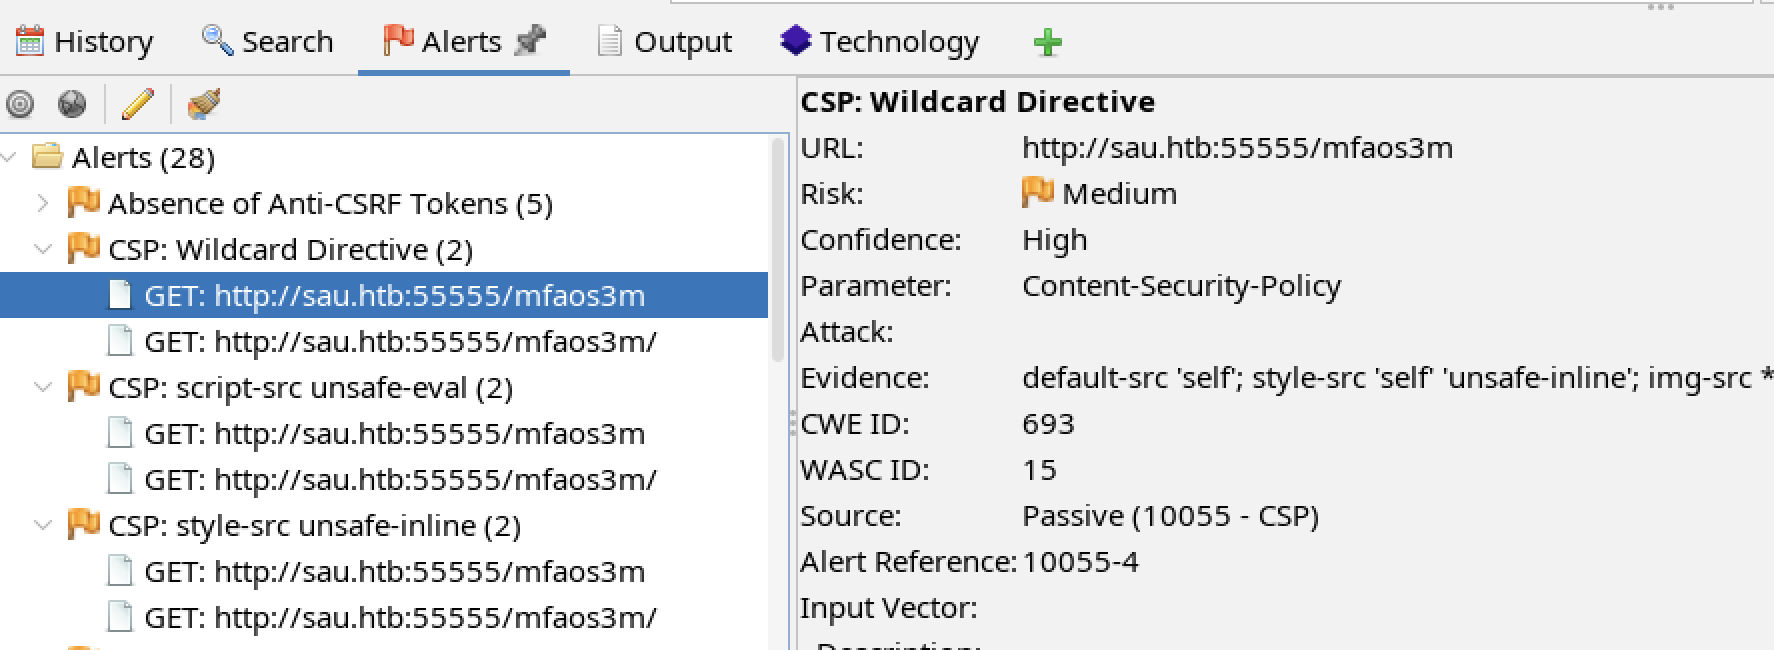 History Search Alerts Output Technology
Alerts (28)
Absence of Anti-CSRF Tokens (5)
CSP: Wildcard Directive (2)
GET: http://sau.htb:55555/mfaos3m
GET: http://sau.htb:55555/mfaos3m/
CSP: script-src unsafe-eval (2)
GET: http://sau.htb:55555/mfaos3m
GET: http://sau.htb:55555/mfaos3m/
CSP: style-src unsafe-inline (2)
GET: http://sau.htb:55555/mfaos3m
GET: http://sau.htb:55555/mfaos3m/
CSP: Wildcard Directive
URL: http://sau.htb:55555/mfaos3m
Risk: Medium
Confidence: High
Parameter: Content-Security-Policy
Attack:
Evidence: default-src 'self'; style-src 'self' 'unsafe-inline'; img-src *
CWE ID: 693
WASC ID: 15
Source: Passive (10055 - CSP)
Alert Reference: 10055-4
Input Vector:
Description: